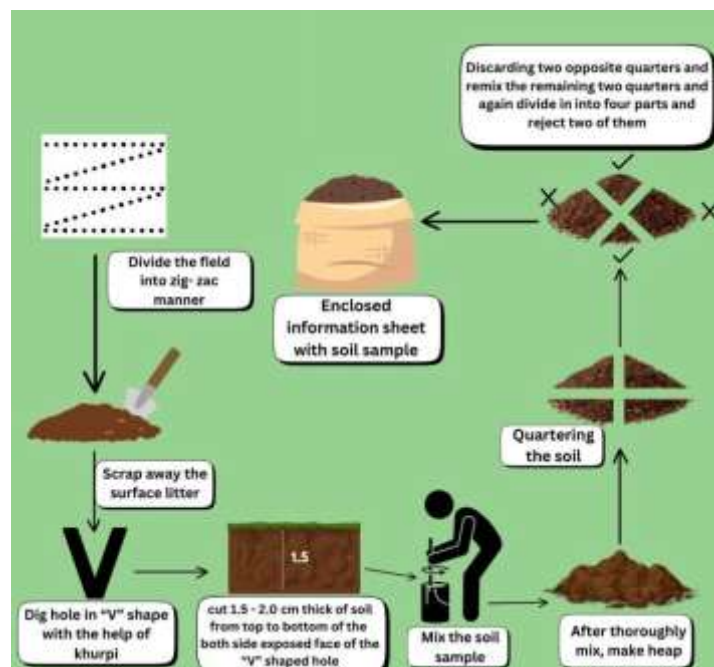 Divide the field
into zig- zac
manner
Scrap away the
surface litter
V
Dig hole in “V” shape
with the help of
khurpi
1.5
cut 1.5 - 2.0 cm thick of soil
from top to bottom of the
both side exposed face of the
“V” shaped hole
Mix the soil
sample
After thoroughly
mix, make heap
Quartering
the soil
Discarding two opposite quarters and
remix the remaining two quarters and
again divide in into four parts and
reject two of them
Enclosed
information sheet
with soil sample